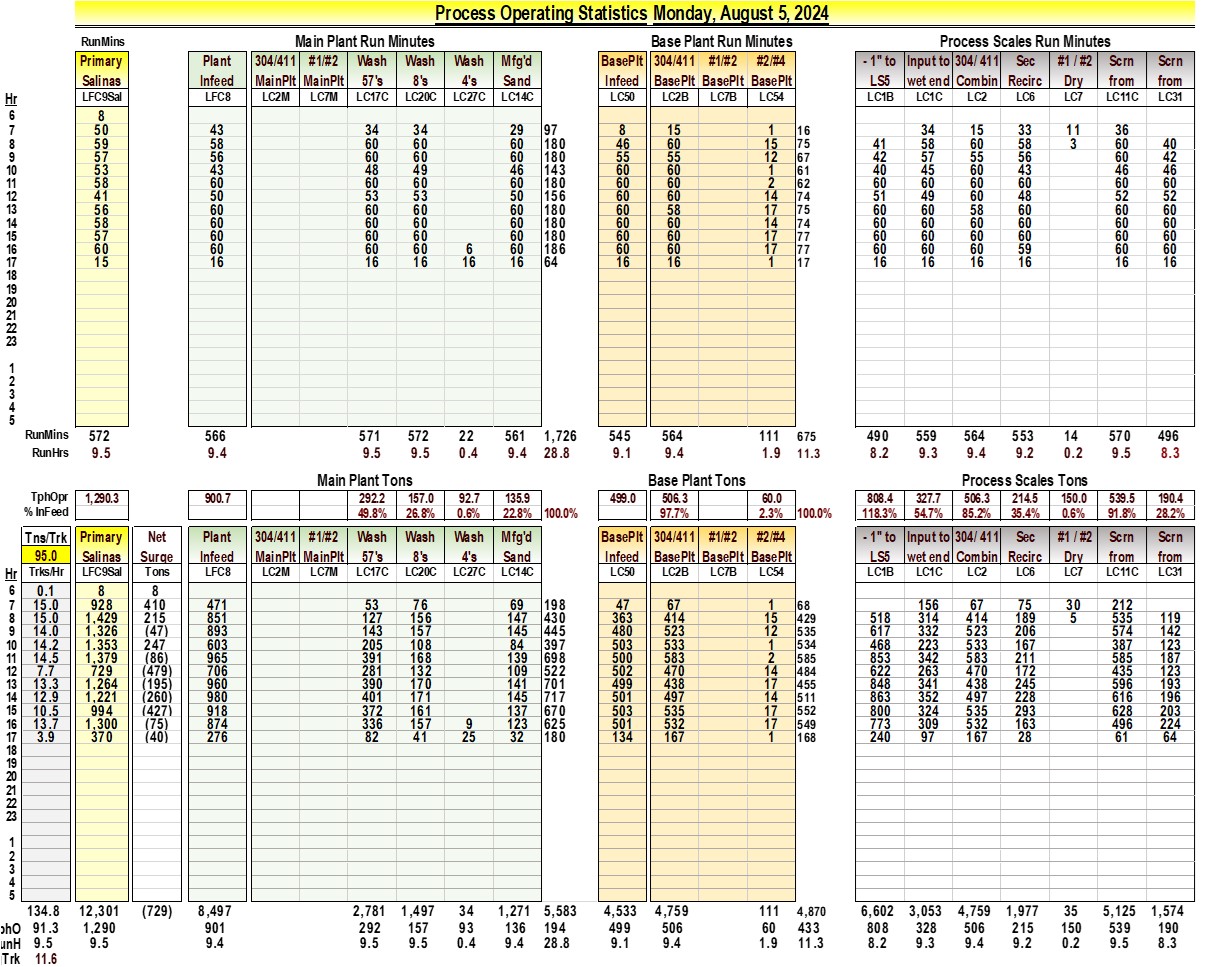 Process Operating Statistics Monday, August 5, 2024
RunMins Main Plant Run Minutes Base Plant Run Minutes Process Scales Run Minutes
Primary Plant 304/411 #1/#2 Wash Wash Wash Mfg'd BasePlt 304/411 #1/#2 #2/#4 - 1" to Input to 304/ 411 Sec #1 / #2 Scrn Scrn
Salinas Infeed MainPlt MainPlt 57's 8's 4's Sand Infeed BasePlt BasePlt BasePlt LS5 wet end Combin Recirc Dry from from
Hr LFC9Sal LFC8 LC2M LC7M LC17C LC20C LC27C LC14C LC50 LC2B LC7B LC54 LC1B LC1C LC2 LC6 LC7 LC11C LC31
6 8
7 50 43 34 34 29 97 8 15 1 16 34 15 33 11 36
8 59 58 60 60 60 180 46 60 15 75 41 58 60 58 3 60 40
9 57 56 60 60 60 180 55 55 12 67 42 57 55 56 60 42
10 53 43 48 49 46 143 60 60 1 61 40 45 60 43 46 46
11 58 60 60 60 60 180 60 60 2 62 60 60 60 60 60 60
12 41 50 53 53 50 156 60 60 14 74 51 49 60 48 52 52
13 56 60 60 60 60 180 60 58 17 75 60 60 58 60 60 60
14 58 60 60 60 60 180 60 60 14 74 60 60 60 60 60 60
15 57 60 60 60 60 180 60 60 17 77 60 60 60 60 60 60
16 60 60 60 60 6 60 186 60 60 17 77 60 60 60 59 60 60
17 15 16 16 16 16 16 64 16 16 1 17 16 16 16 16 16 16
18
19
20
21
22
23
1
2
3
4
5
RunMins 572 566 571 572 22 561 1,726 545 564 111 675 490 559 564 553 14 570 496
RunHrs 9.5 9.4 9.5 9.5 0.4 9.4 28.8 9.1 9.4 1.9 11.3 8.2 9.3 9.4 9.2 0.2 9.5 8.3
Main Plant Tons Base Plant Tons Process Scales Tons
TphOpr 1,290.3 900.7 292.2 157.0 92.7 135.9 499.0 506.3 60.0 808.4 327.7 506.3 214.5 150.0 539.5 190.4
% InFeed 49.8% 26.8% 0.6% 22.8% 100.0% 97.7% 2.3% 100.0% 118.3% 54.7% 85.2% 35.4% 0.6% 91.8% 28.2%
Tns/Trk Primary Net Plant 304/411 #1/#2 Wash Wash Wash Mfg'd BasePlt 304/411 #1/#2 #2/#4 - 1" to Input to 304/ 411 Sec #1 / #2 Scrn Scrn
95.0 Salinas Surge Infeed MainPlt MainPlt 57's 8's 4's Sand Infeed BasePlt BasePlt BasePlt LS5 wet end Combin Recirc Dry from from
Hr Trks/Hr LFC9Sal Tons LFC8 LC2M LC7M LC17C LC20C LC27C LC14C LC50 LC2B LC7B LC54 LC1B LC1C LC2 LC6 LC7 LC11C LC31
6 0.1 8 8
7 15.0 928 410 471 53 76 69 198 47 67 1 68 156 67 75 30 212
8 15.0 1,429 215 851 127 156 147 430 363 414 15 429 518 314 414 189 5 535 119
9 14.0 1,326 (47) 893 143 157 145 445 480 523 12 535 617 332 523 206 574 142
10 14.2 1,353 247 603 205 108 84 397 503 533 1 534 468 223 533 167 387 123
11 14.5 1,379 (86) 965 391 168 139 698 500 583 2 585 853 342 583 211 585 187
12 7.7 729 (479) 706 281 132 109 522 502 470 14 484 622 263 470 172 435 123
13 13.3 1,264 (195) 960 390 170 141 701 499 438 17 455 848 341 438 245 596 193
14 12.9 1,221 (260) 980 401 171 145 717 501 497 14 511 863 352 497 228 616 196
15 10.5 994 (427) 918 372 161 137 670 503 535 17 552 800 324 535 293 628 203
16 13.7 1,300 (75) 874 336 157 9 123 625 501 532 17 549 773 309 532 163 496 224
17 3.9 370 (40) 276 82 41 25 32 180 134 167 1 168 240 97 167 28 61 64
18
19
20
21
22
23
1
2
3
4
5
134.8 12,301 (729) 8,497 2,781 1,497 34 1,271 5,583 4,533 4,759 111 4,870 6,602 3,053 4,759 1,977 35 5,125 1,574
phO 91.3 1,290 901 292 157 93 136 194 499 506 60 433 808 328 506 215 150 539 190
unH 9.5 9.5 9.4 9.5 9.5 0.4 9.4 28.8 9.1 9.4 1.9 11.3 8.2 9.3 9.4 9.2 0.2 9.5 8.3
Trk 11.6